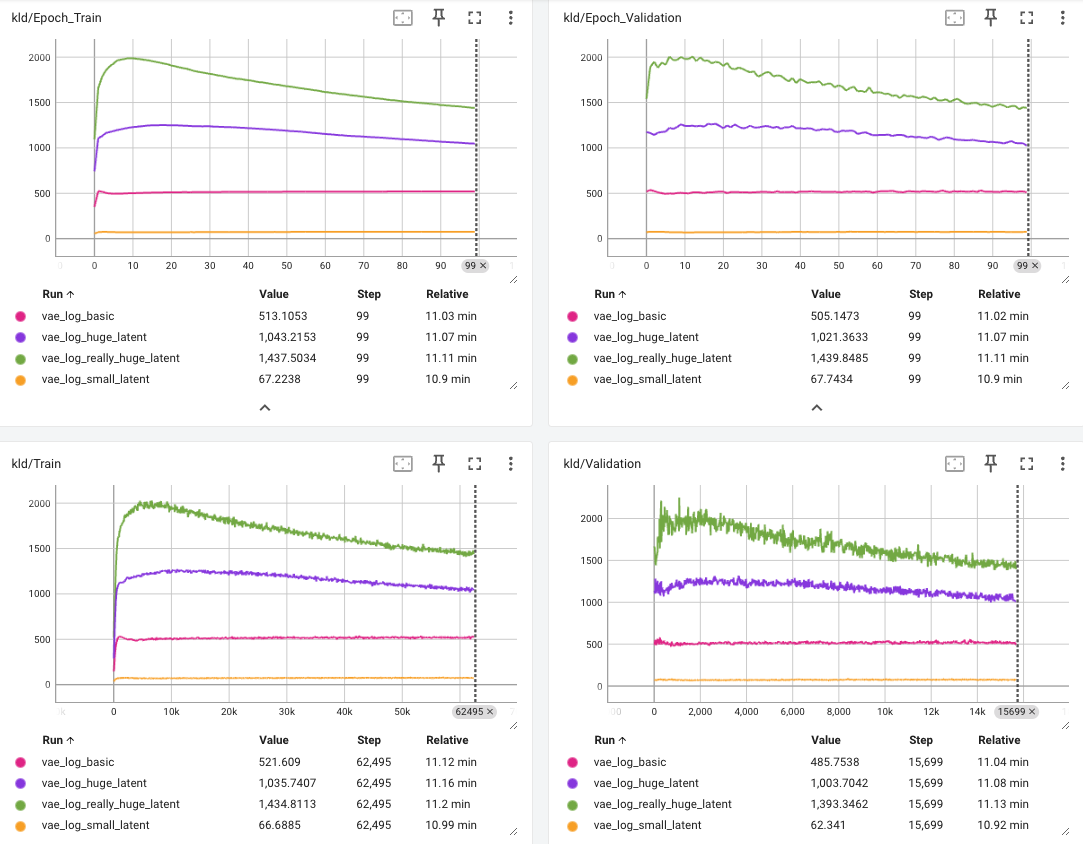 kld/Epoch_Train
2000
1500
1000
500
0
0 10 20 30 40 50 60 70 80 90 99 ×
Run ↑ Value Step Relative
vae_log_basic 513.1053 99 11.03 min
vae_log_huge_latent 1,043.2153 99 11.07 min
vae_log_really_huge_latent 1,437.5034 99 11.11 min
vae_log_small_latent 67.2238 99 10.9 min
kld/Epoch_Validation
2000
1500
1000
500
0
0 10 20 30 40 50 60 70 80 90 99 ×
Run ↑ Value Step Relative
vae_log_basic 505.1473 99 11.02 min
vae_log_huge_latent 1,021.3633 99 11.07 min
vae_log_really_huge_latent 1,439.8485 99 11.11 min
vae_log_small_latent 67.7434 99 10.9 min
kld/Train
2000
1500
1000
500
0
0 10k 20k 30k 40k 50k 62495 ×
Run ↑ Value Step Relative
vae_log_basic 521.609 62,495 11.12 min
vae_log_huge_latent 1,035.7407 62,495 11.16 min
vae_log_really_huge_latent 1,434.8113 62,495 11.2 min
vae_log_small_latent 66.6885 62,495 10.99 min
kld/Validation
2000
1500
1000
500
0
0 2,000 4,000 6,000 8,000 10k 12k 14k 15699 ×
Run ↑ Value Step Relative
vae_log_basic 485.7538 15,699 11.04 min
vae_log_huge_latent 1,003.7042 15,699 11.08 min
vae_log_really_huge_latent 1,393.3462 15,699 11.13 min
vae_log_small_latent 62.341 15,699 10.92 min